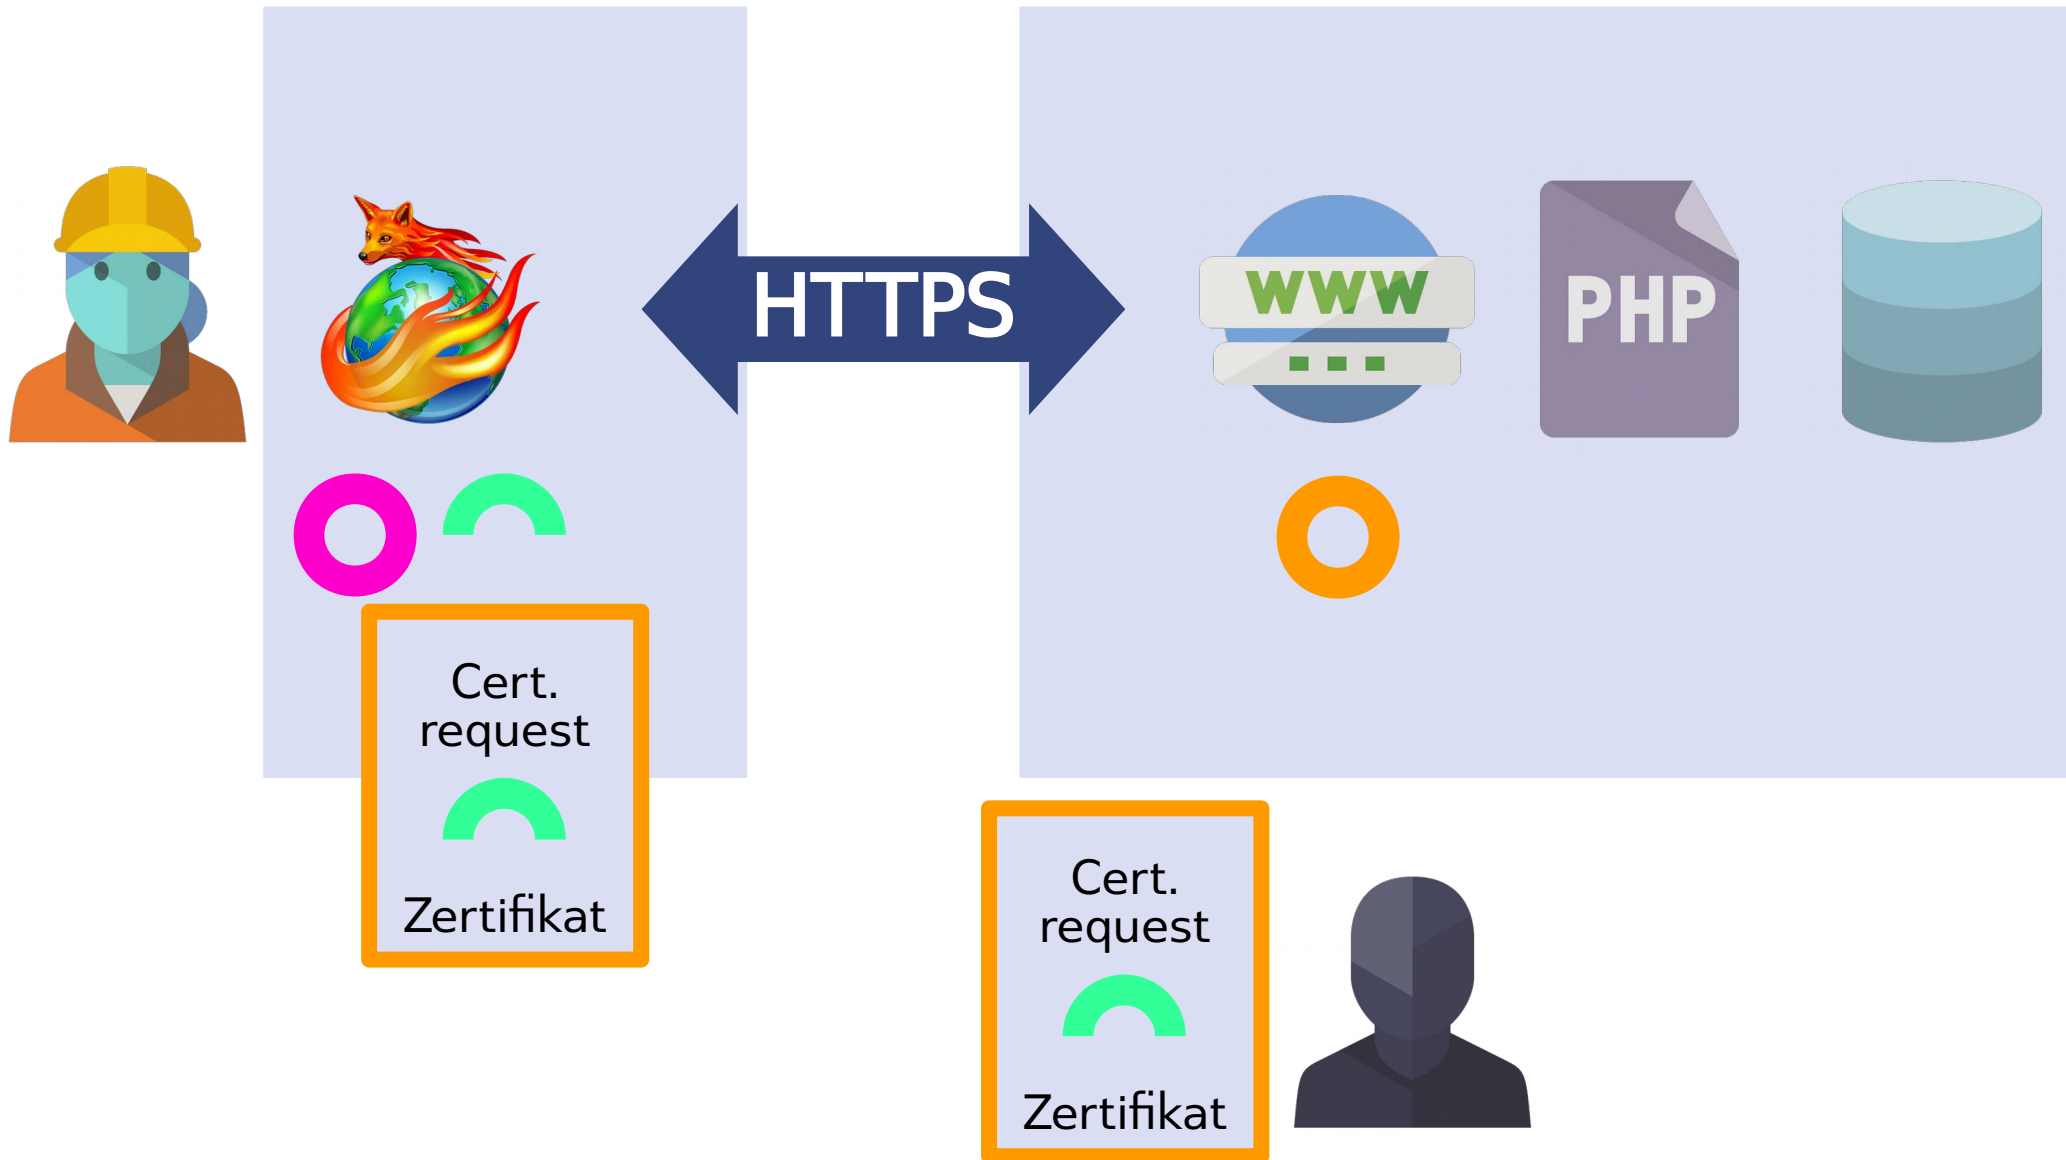 HTTPS
WWW
PHP
Cert.
request
Zertifikat
Cert.
request
Zertifikat